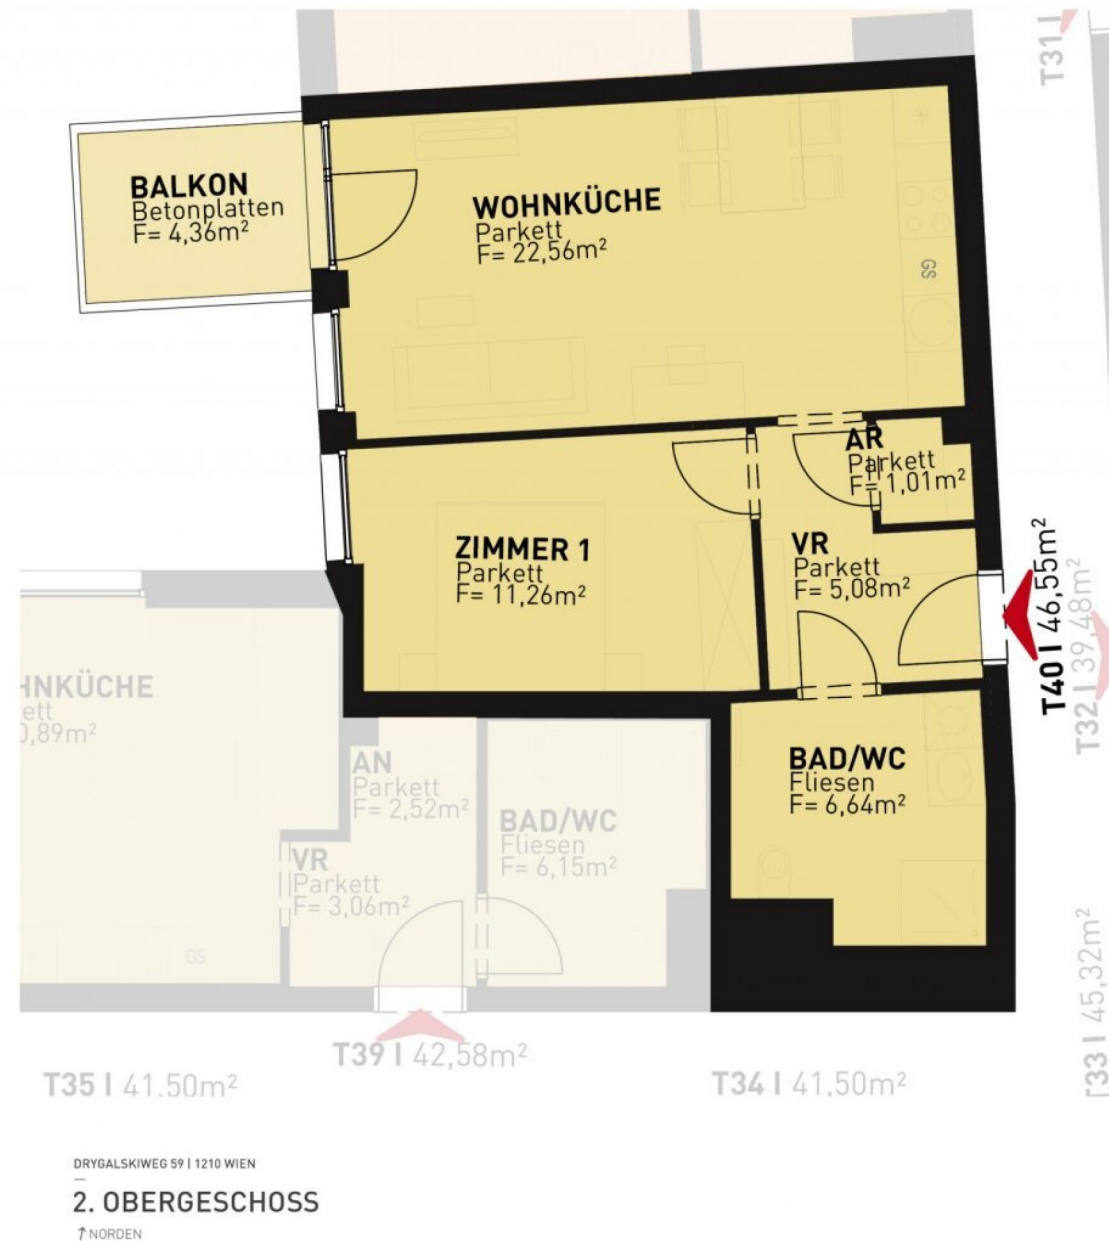 T31 I
BALKON
Betonplatten
F= 4,36m²
WOHNKÜCHE
Parkett
F= 22,56m²
GS
AR
Parkett
F= 1,01m²
ZIMMER 1
Parkett
F= 11,26m²
VR
Parkett
F= 5,08m²
T40 I 46,55m²
T32 I 39,48m²
HNKÜCHE
ett
0,89m²
AN
Parkett
F= 2,52m²
BAD/WC
Fliesen
F= 6,15m²
BAD/WC
Fliesen
F= 6,64m²
VR
Parkett
F= 3,06m²
GS
T33 I 45,32m²
T39 I 42,58m²
T35 I 41.50m²
T34 I 41,50m²
DRYGALSKIWEG 59 | 1210 WIEN
2. OBERGESCHOSS
↑ NORDEN